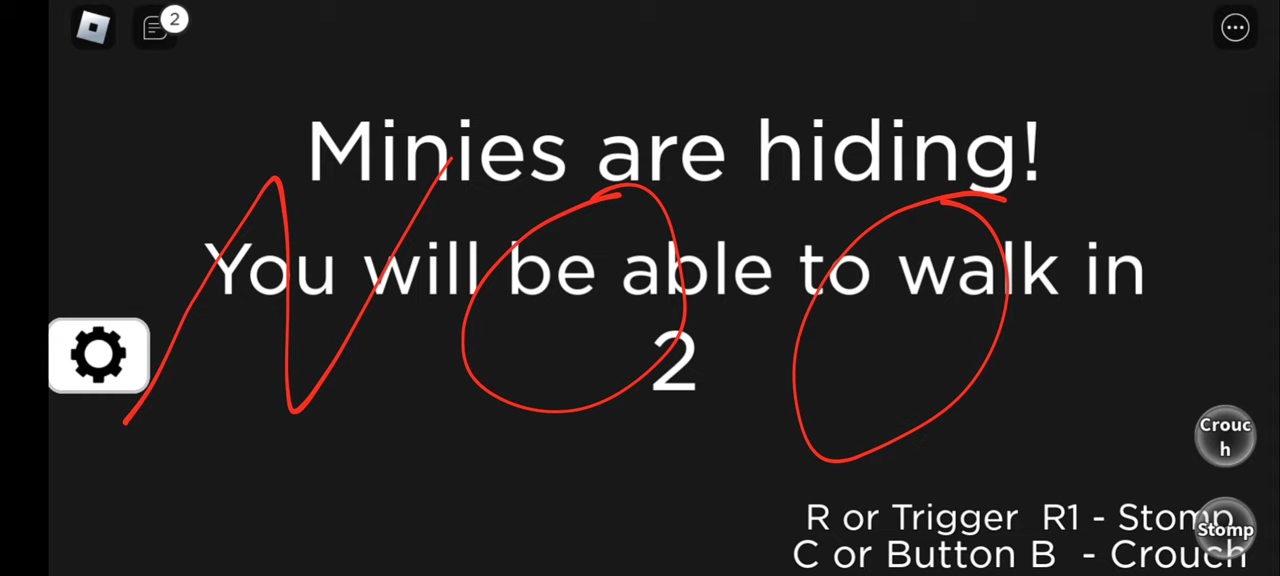 2
Minies are hiding!
You will be able to walk in
2
NOO
Crouc
h
R or Trigger R1 - Stomp
Stomp
C or Button B - Crouch